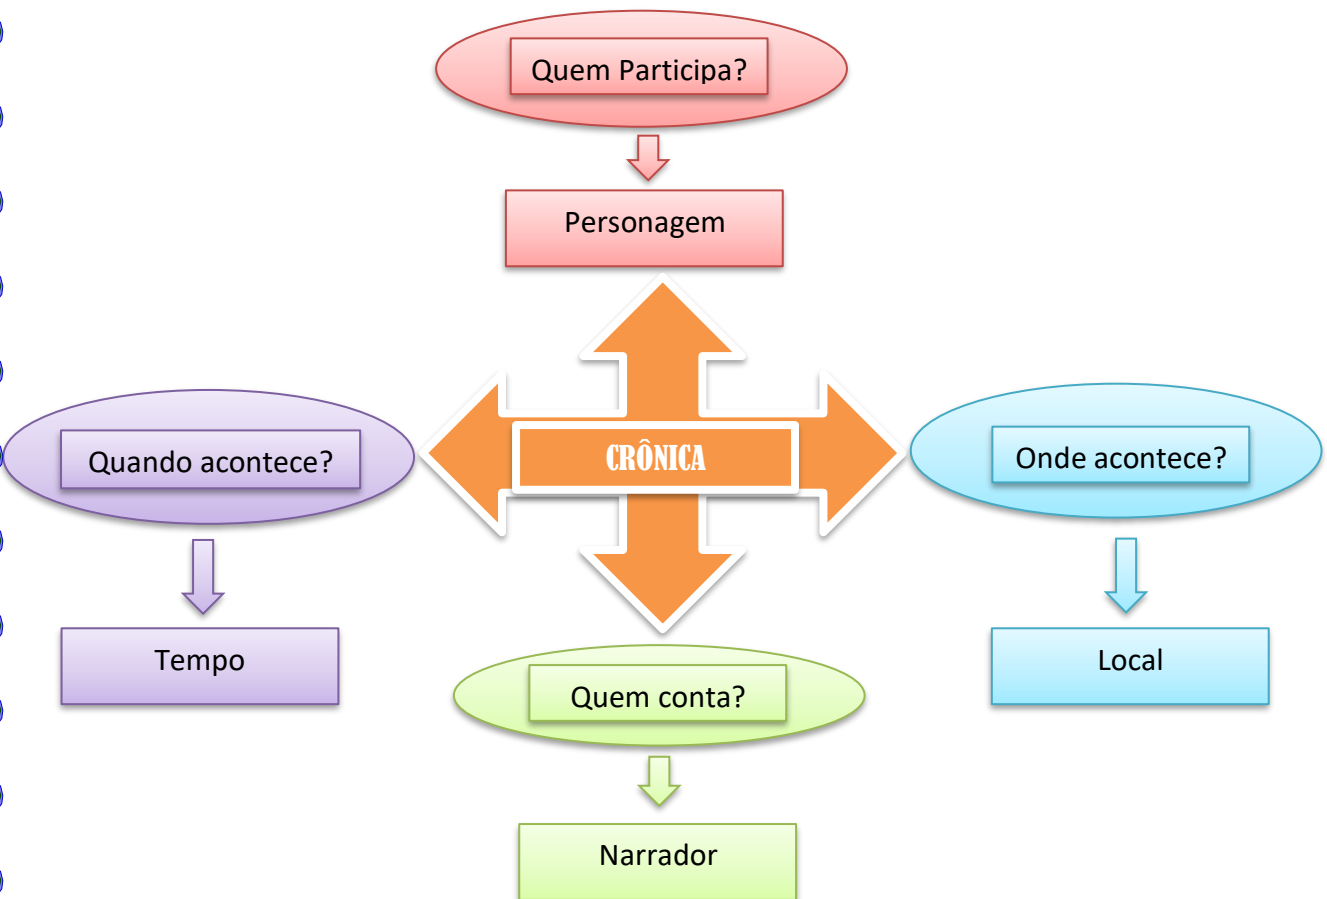 Quem Participa?
Personagem
CRÔNICA
Quando acontece?
Onde acontece?
Tempo
Local
Quem conta?
Narrador